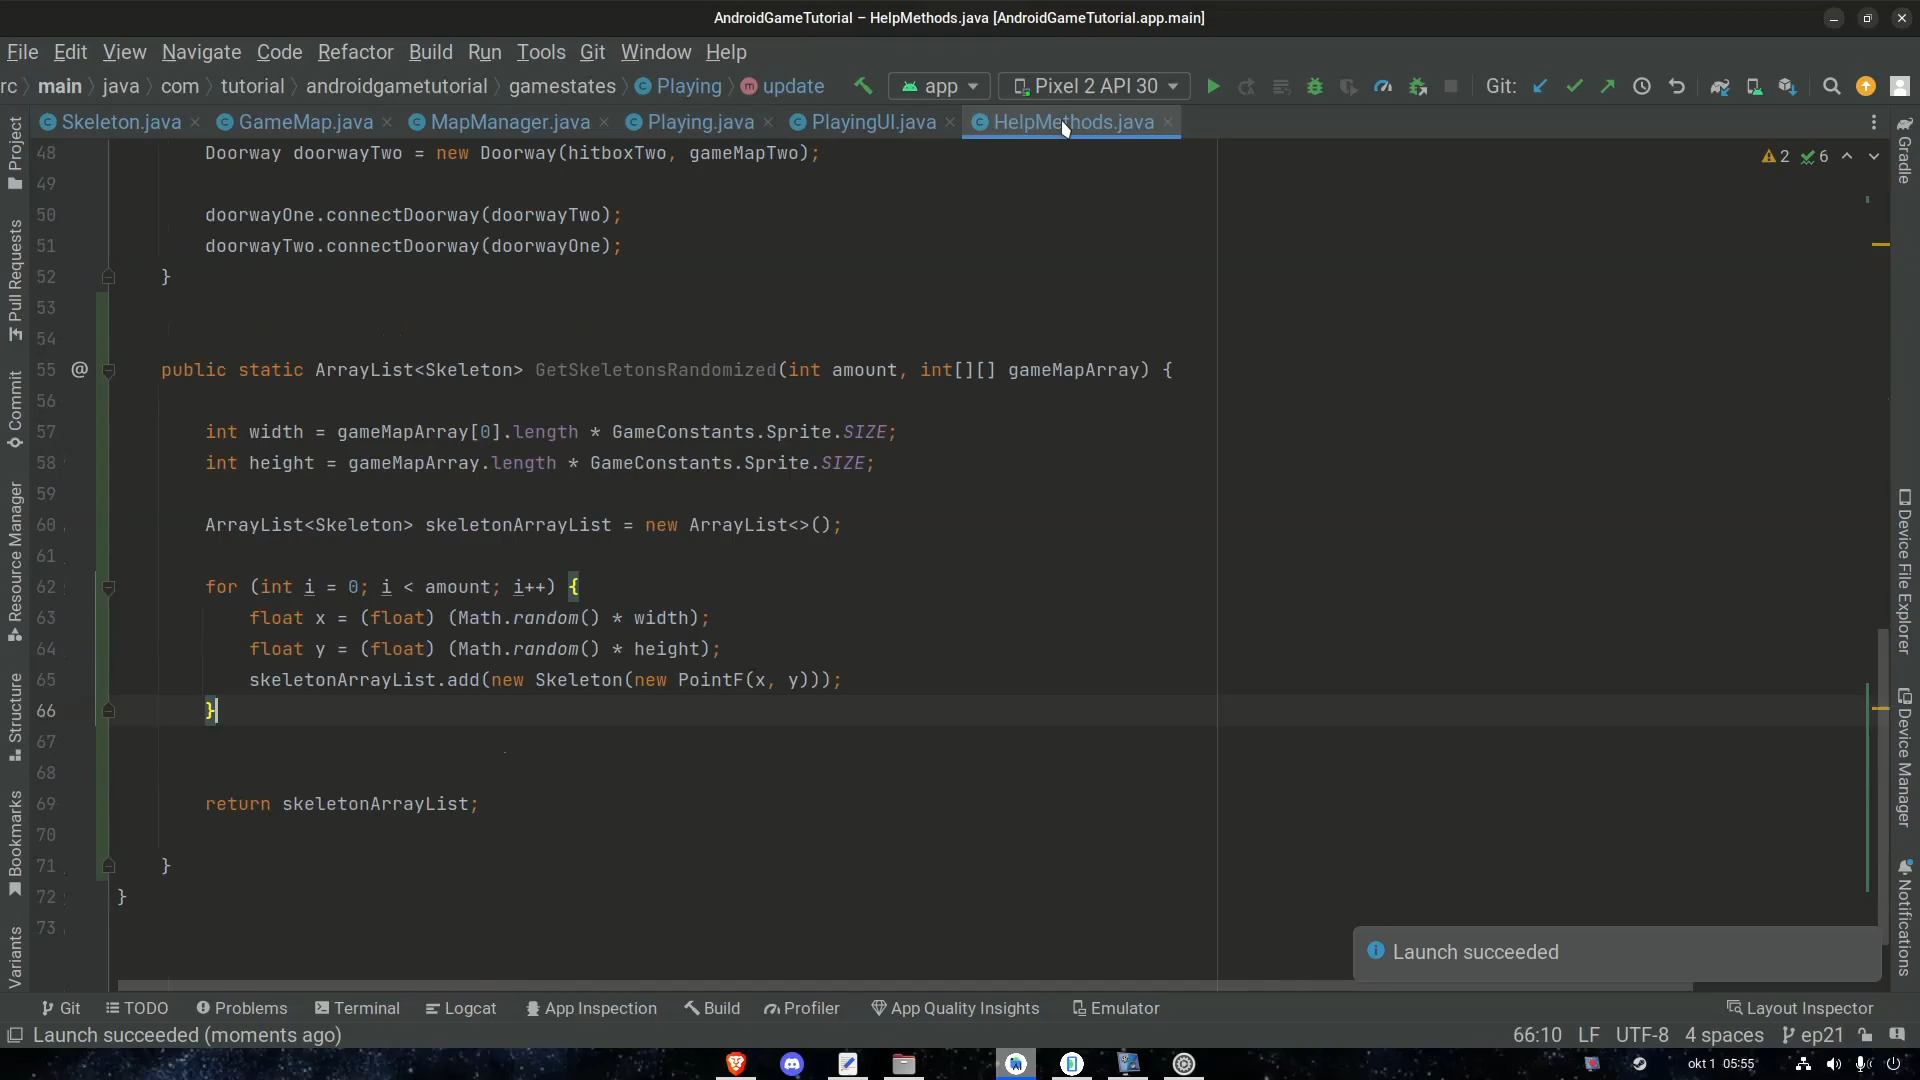 AndroidGameTutorial – HelpMethods.java [AndroidGameTutorial.app.main]
File Edit View Navigate Code Refactor Build Run Tools Git Window Help
rc main java com tutorial androidgametutorial gamestates Playing update app Pixel 2 API 30 Git:
Skeleton.java GameMap.java MapManager.java Playing.java PlayingUI.java HelpMethods.java
48 Doorway doorwayTwo = new Doorway(hitboxTwo, gameMapTwo);
2 6
49
50 doorwayOne.connectDoorway(doorwayTwo);
51 doorwayTwo.connectDoorway(doorwayOne);
52 }
53
54
55 @ public static ArrayList<Skeleton> GetSkeletonsRandomized(int amount, int[][] gameMapArray) {
56
57 int width = gameMapArray[0].length * GameConstants.Sprite.SIZE;
58 int height = gameMapArray.length * GameConstants.Sprite.SIZE;
59
60 ArrayList<Skeleton> skeletonArrayList = new ArrayList<>();
61
62 for (int i = 0; i < amount; i++) {
63 float x = (float) (Math.random() * width);
64 float y = (float) (Math.random() * height);
65 skeletonArrayList.add(new Skeleton(new PointF(x, y)));
66 }
67
68
69 return skeletonArrayList;
70
71 }
72 }
73
Project
Pull Requests
Commit
Resource Manager
Structure
Bookmarks
Variants
Gradle
Device File Explorer
Device Manager
Notifications
Launch succeeded
Git TODO Problems Terminal Logcat App Inspection Build Profiler App Quality Insights Emulator Layout Inspector
Launch succeeded (moments ago) 66:10 LF UTF-8 4 spaces ep21
okt 1 05:55